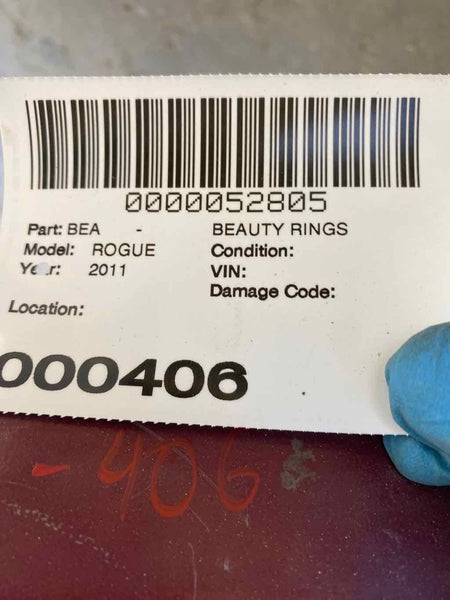 0000052805
Part: BEA - BEAUTY RINGS
Model: ROGUE Condition:
Year: 2011 VIN:
Damage Code:
Location:
000406
- 406